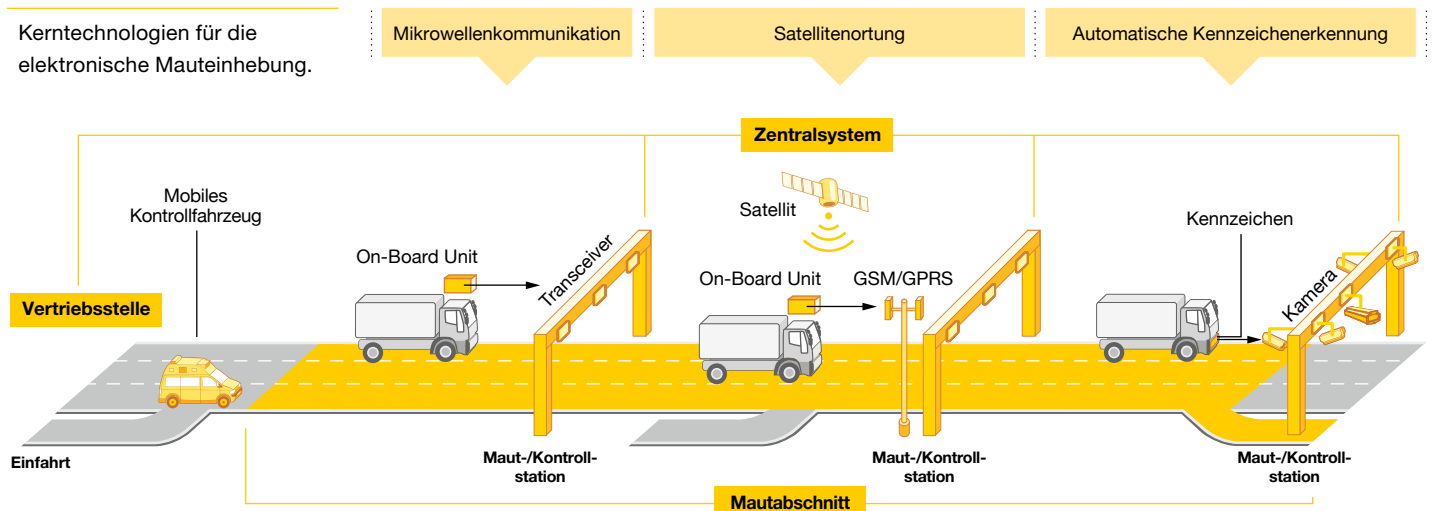 Kerntechnologien für die
elektronische Mauteinhebung.
Mikrowellenkommunikation
Satellitenortung
Automatische Kennzeichenerkennung
Zentralsystem
Mobiles
Kontrollfahrzeug
Satellit
Kennzeichen
On-Board Unit
Transceiver
On-Board Unit
GSM/GPRS
Kamera
Vertriebsstelle
Einfahrt
Maut-/Kontroll-
station
Maut-/Kontroll-
station
Maut-/Kontroll-
station
Mautabschnitt